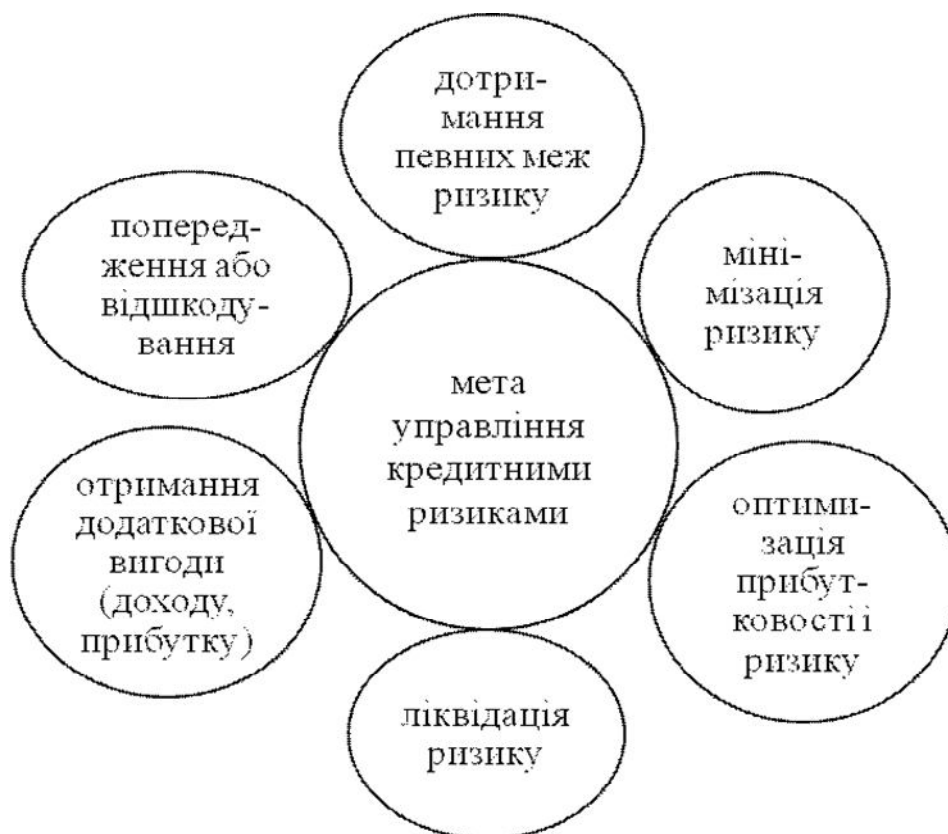 дотри-
мання
певних меж
ризику
поперед-
ження або
відшкоду-
вання
міні-
мізація
ризику
мета
управління
кредитними
ризиками
отримання
додаткової
вигоди
(доходу,
прибутку)
оптими-
зація
прибут-
ковості і
ризику
ліквідація
ризику